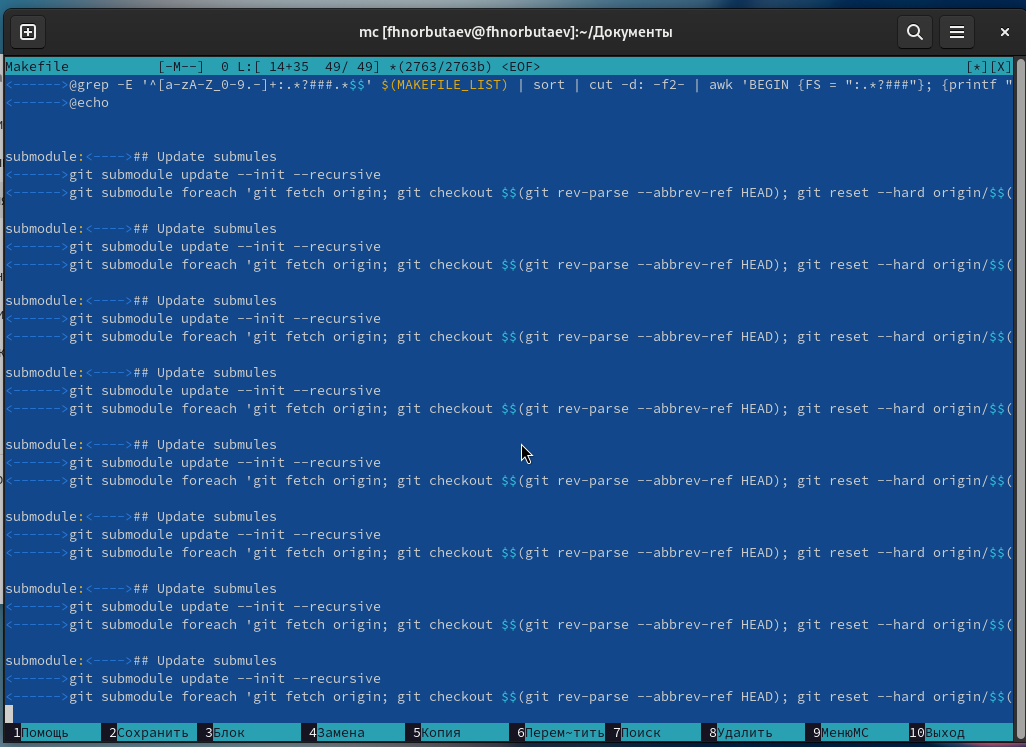 mc [fhnorbutaev@fhnorbutaev]:~/Документы
Makefile [-M--] 0 L:[ 14+35 49/ 49] *(2763/2763b) <EOF> [*][X]
<------>@grep -E '^[a-zA-Z_0-9.-]+:.*?###.*$$' $(MAKEFILE_LIST) | sort | cut -d: -f2- | awk 'BEGIN {FS = ":.*?###"}; {printf "
<------>@echo
submodule:<---->## Update submules
<------>git submodule update --init --recursive
<------>git submodule foreach 'git fetch origin; git checkout $$(git rev-parse --abbrev-ref HEAD); git reset --hard origin/$$(
submodule:<---->## Update submules
<------>git submodule update --init --recursive
<------>git submodule foreach 'git fetch origin; git checkout $$(git rev-parse --abbrev-ref HEAD); git reset --hard origin/$$(
submodule:<---->## Update submules
<------>git submodule update --init --recursive
<------>git submodule foreach 'git fetch origin; git checkout $$(git rev-parse --abbrev-ref HEAD); git reset --hard origin/$$(
submodule:<---->## Update submules
<------>git submodule update --init --recursive
<------>git submodule foreach 'git fetch origin; git checkout $$(git rev-parse --abbrev-ref HEAD); git reset --hard origin/$$(
submodule:<---->## Update submules
<------>git submodule update --init --recursive
<------>git submodule foreach 'git fetch origin; git checkout $$(git rev-parse --abbrev-ref HEAD); git reset --hard origin/$$(
submodule:<---->## Update submules
<------>git submodule update --init --recursive
<------>git submodule foreach 'git fetch origin; git checkout $$(git rev-parse --abbrev-ref HEAD); git reset --hard origin/$$(
submodule:<---->## Update submules
<------>git submodule update --init --recursive
<------>git submodule foreach 'git fetch origin; git checkout $$(git rev-parse --abbrev-ref HEAD); git reset --hard origin/$$(
submodule:<---->## Update submules
<------>git submodule update --init --recursive
<------>git submodule foreach 'git fetch origin; git checkout $$(git rev-parse --abbrev-ref HEAD); git reset --hard origin/$$(
1Помощь 2Сохранить 3Блок 4Замена 5Копия 6Перем~тить 7Поиск 8Удалить 9МенюМС 10Выход